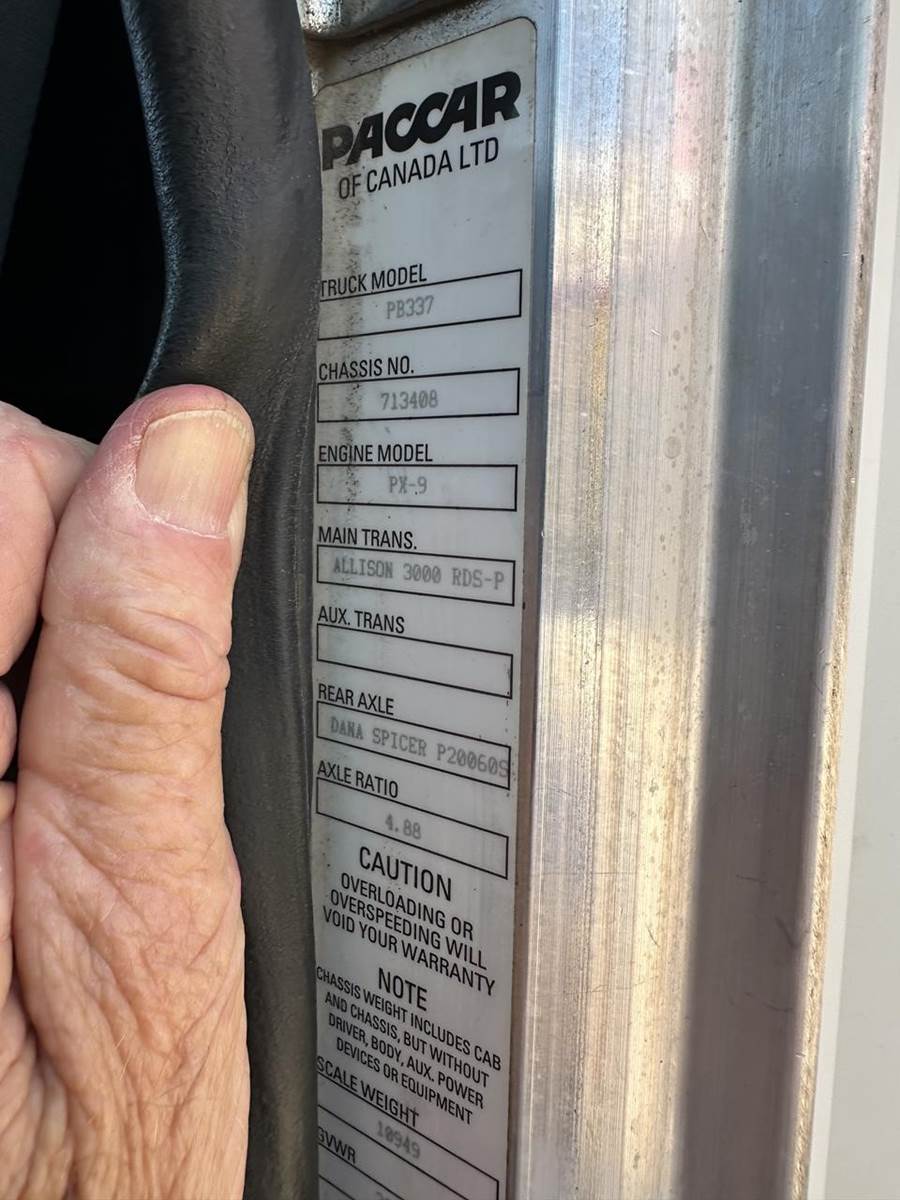 PACCAR
OF CANADA LTD
TRUCK MODEL
PB337
CHASSIS NO.
713408
ENGINE MODEL
PX-9
MAIN TRANS.
ALLISON 3000 RDS-P
AUX. TRANS
REAR AXLE
DANA SPICER P20060S
AXLE RATIO
4.88
CAUTION
OVERLOADING OR
OVERSPEEDING WILL
VOID YOUR WARRANTY
NOTE
CHASSIS WEIGHT INCLUDES CAB
AND CHASSIS, BUT WITHOUT
DRIVER, BODY, AUX. POWER
DEVICES OR EQUIPMENT
SCALE WEIGHT
10949
GVWR